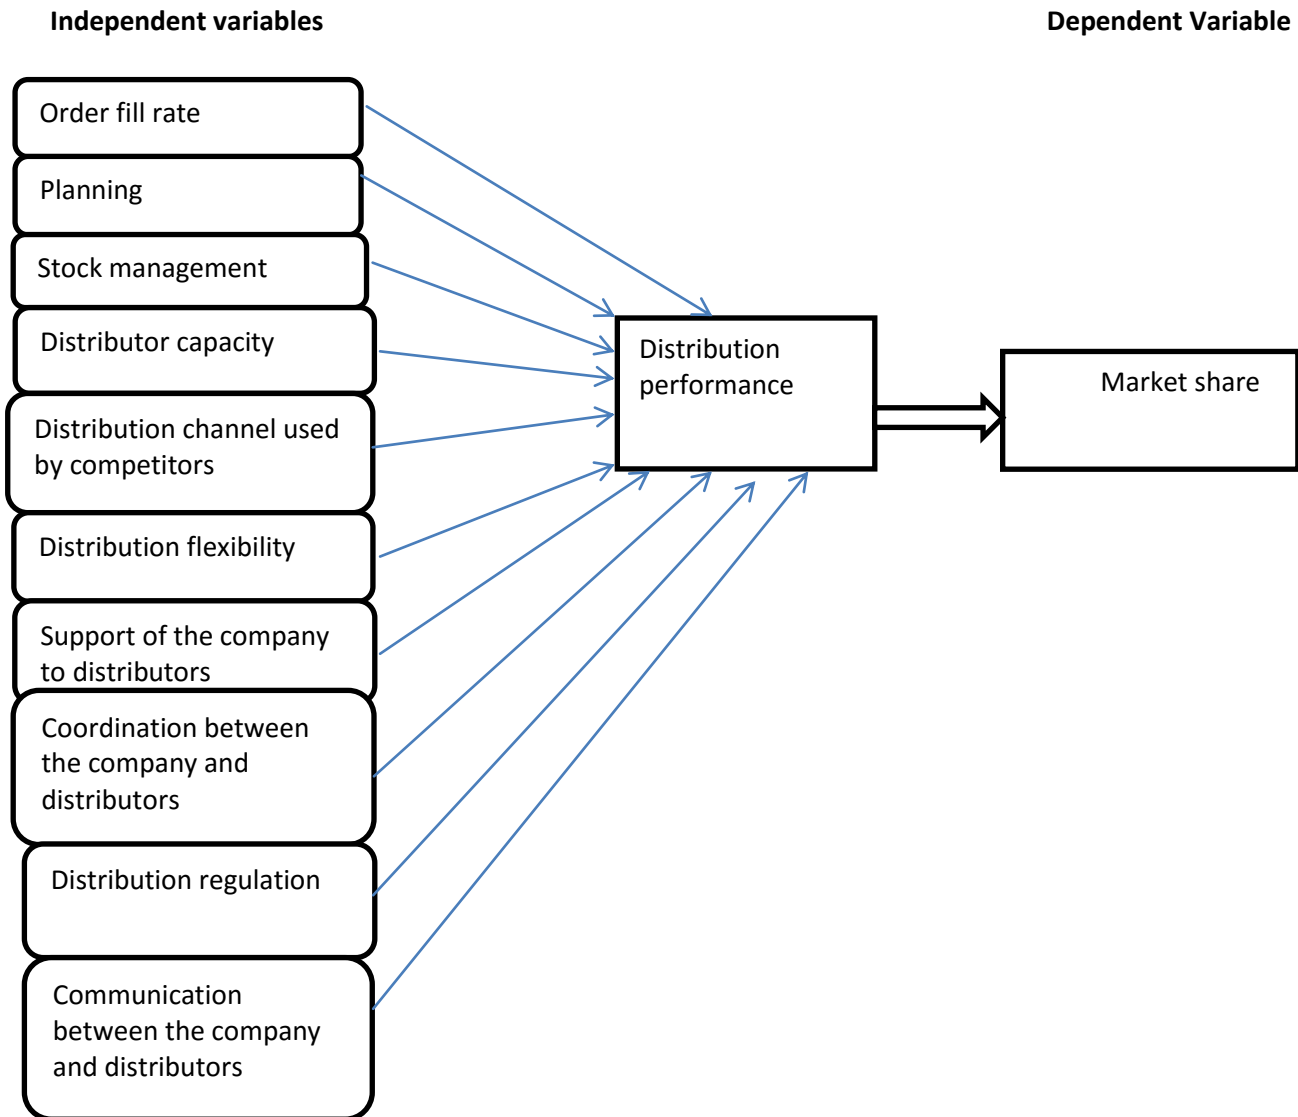 Independent variables
Dependent Variable
Order fill rate
Planning
Stock management
Distributor capacity
Distribution channel used
by competitors
Distribution flexibility
Support of the company
to distributors
Coordination between
the company and
distributors
Distribution regulation
Communication
between the company
and distributors
Distribution
performance
Market share